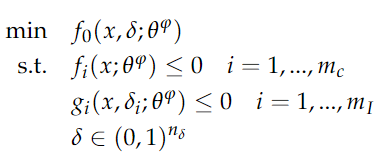 min f₀(x, δ; θ^φ)
s.t. fᵢ(x; θ^φ) ≤ 0 i = 1, ..., m_c
gᵢ(x, δᵢ; θ^φ) ≤ 0 i = 1, ..., m_I
δ ∈ (0, 1)^{n_δ}